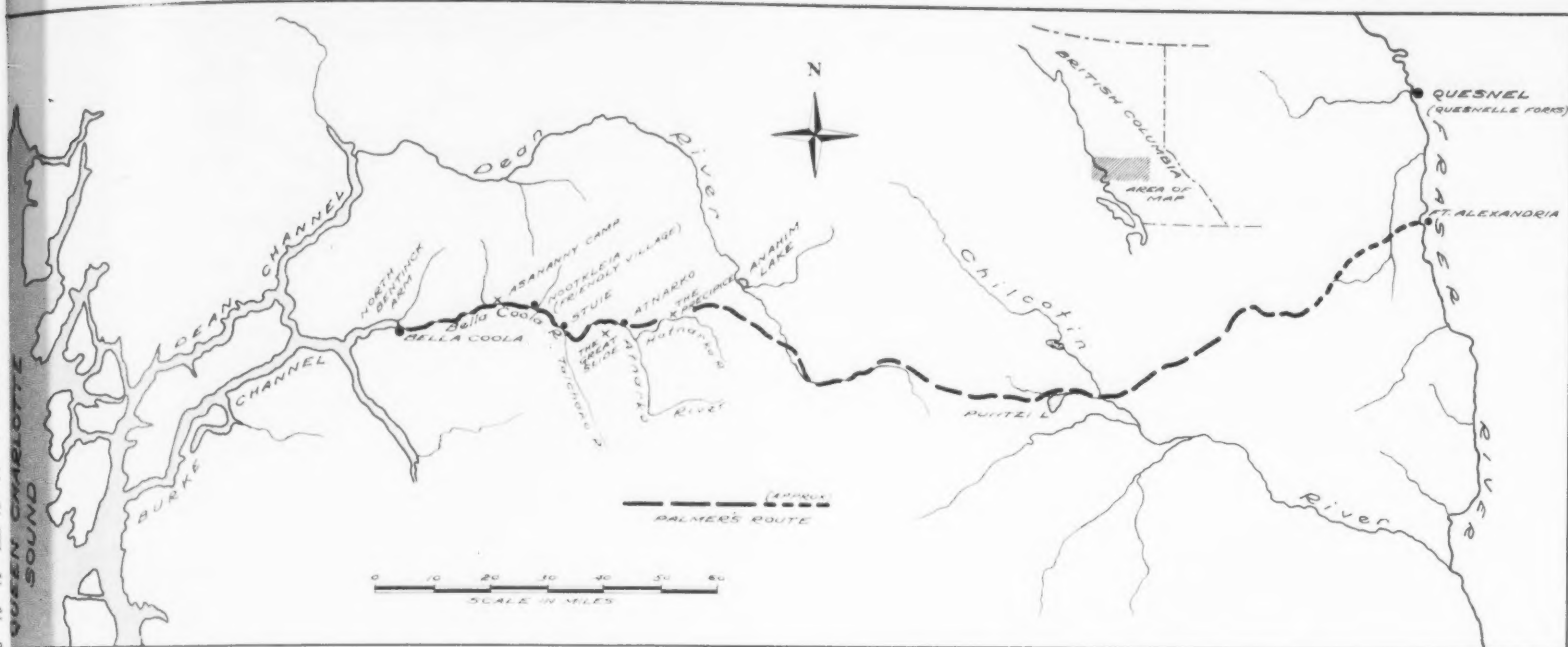 N
BRITISH COLUMBIA
AREA OF
MAP
QUESNEL
(QUESNELLE FORKS)
FRASER
RIVER
FT. ALEXANDRIA
Dean
River
DEAN
CHANNEL
NORTH
BENTINCK
ARM
ASANANNY CAMP
NOOTKLEIA
(FRIENDLY VILLAGE)
STUIE
ATNARKO
THE
PRECIPICE
ANAHIM
LAKE
Chilcotin
River
Bella Coola R
BELLA COOLA
THE
GREAT
SLIDE
Atnarko
River
Hotnarko
PUNTZI L
BURKE
CHANNEL
QUEEN CHARLOTTE
SOUND
(APPROX)
PALMER'S ROUTE
0 10 20 30 40 50 60
SCALE IN MILES